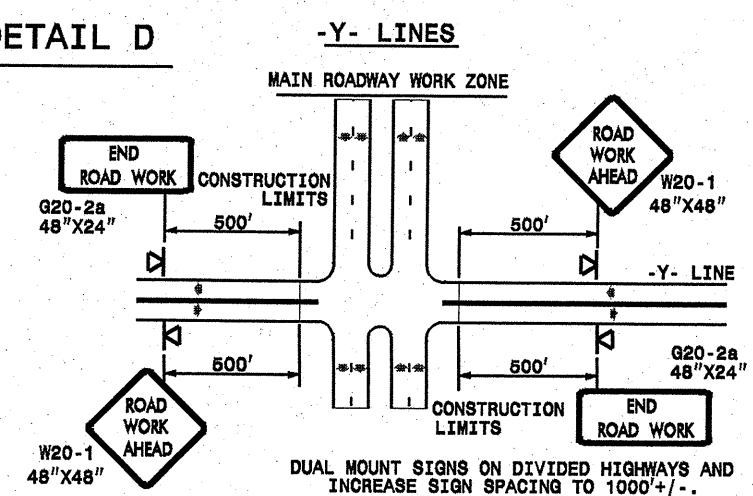 DETAIL D
-Y- LINES
MAIN ROADWAY WORK ZONE
END
ROAD WORK
G20-2a
48"X24"
CONSTRUCTION
LIMITS
500'
ROAD
WORK
AHEAD
W20-1
48"X48"
500'
-Y- LINE
500'
ROAD
WORK
AHEAD
W20-1
48"X48"
500'
CONSTRUCTION
LIMITS
G20-2a
48"X24"
END
ROAD WORK
DUAL MOUNT SIGNS ON DIVIDED HIGHWAYS AND
INCREASE SIGN SPACING TO 1000'+/-.